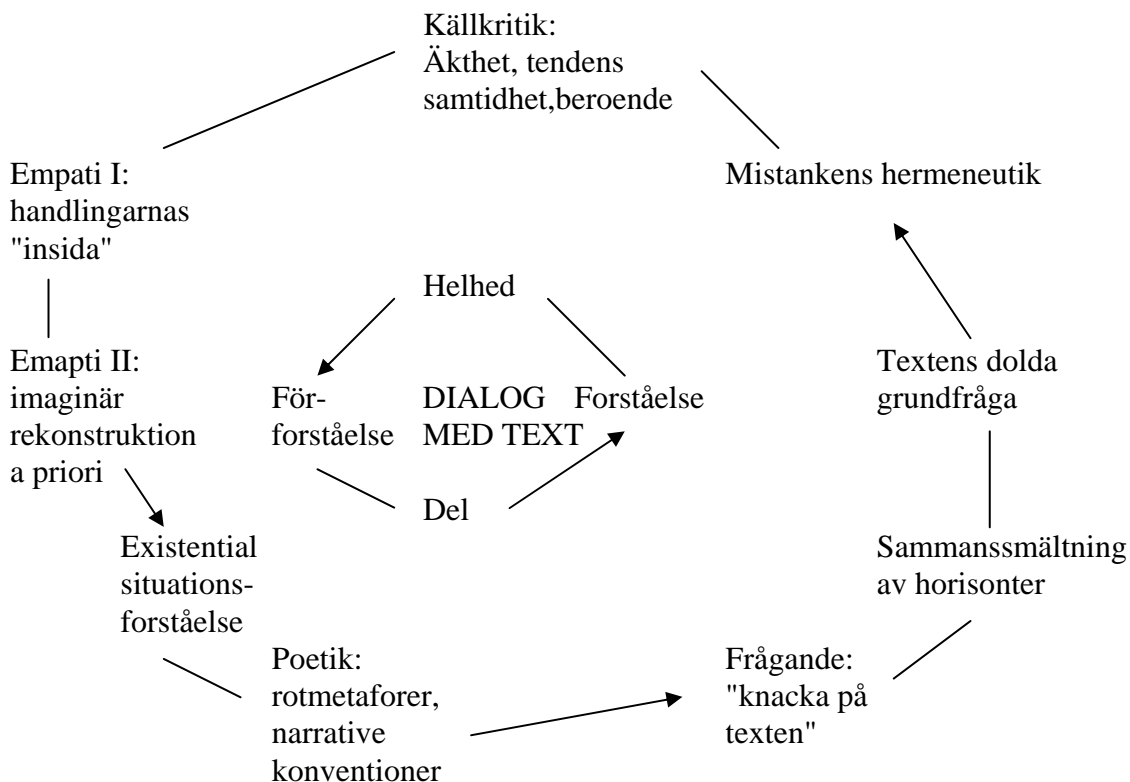 Källkritik:
Äkthet, tendens
samtidhet,beroende
Empati I:
handlingarnas
"insida"
Mistankens hermeneutik
Helhed
Emapti II:
imaginär
rekonstruktion
a priori
För-
forståelse
DIALOG
MED TEXT
Forståelse
Textens dolda
grundfråga
Del
Existential
situations-
forståelse
Sammanssmältning
av horisonter
Poetik:
rotmetaforer,
narrative
konventioner
Frågande:
"knacka på
texten"